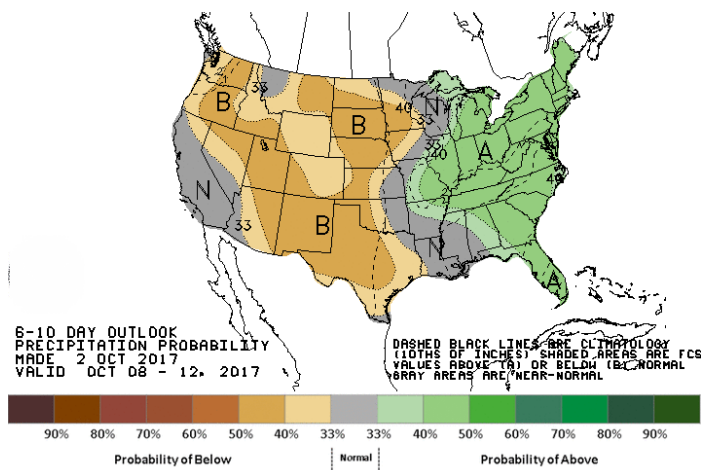 33
B
40
N
33
B
33
40
A
N
40
33
B
N
A
6-10 DAY OUTLOOK
PRECIPITATION PROBABILITY
MADE 2 OCT 2017
VALID OCT 08 - 12, 2017
DASHED BLACK LINES ARE CLIMATOLOGY
(10THS OF INCHES) SHADED AREAS ARE FCS
VALUES ABOVE (A) OR BELOW (B) NORMAL
GRAY AREAS ARE NEAR-NORMAL
90% 80% 70% 60% 50% 40% 33% 33% 40% 50% 60% 70% 80% 90%
Probability of Below Normal Probability of Above